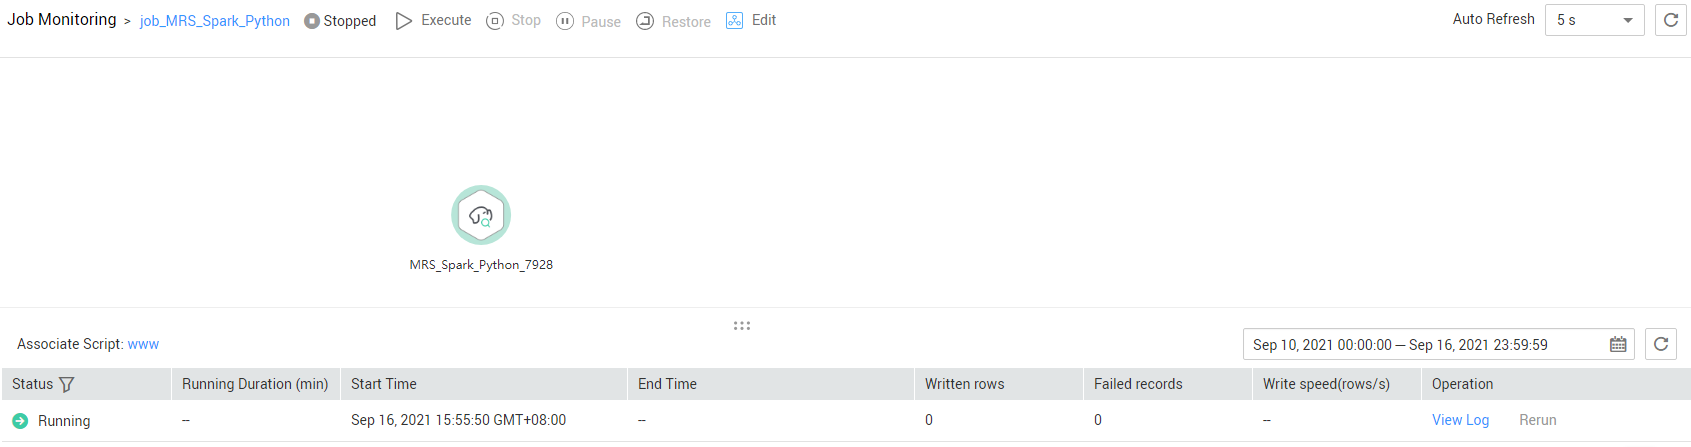 Job Monitoring > job_MRS_Spark_Python Stopped Execute Stop Pause Restore Edit Auto Refresh 5 s
MRS_Spark_Python_7928
Associate Script: www Sep 10, 2021 00:00:00 — Sep 16, 2021 23:59:59
Status Running Duration (min) Start Time End Time Written rows Failed records Write speed(rows/s) Operation
Running -- Sep 16, 2021 15:55:50 GMT+08:00 -- 0 0 -- View Log Rerun